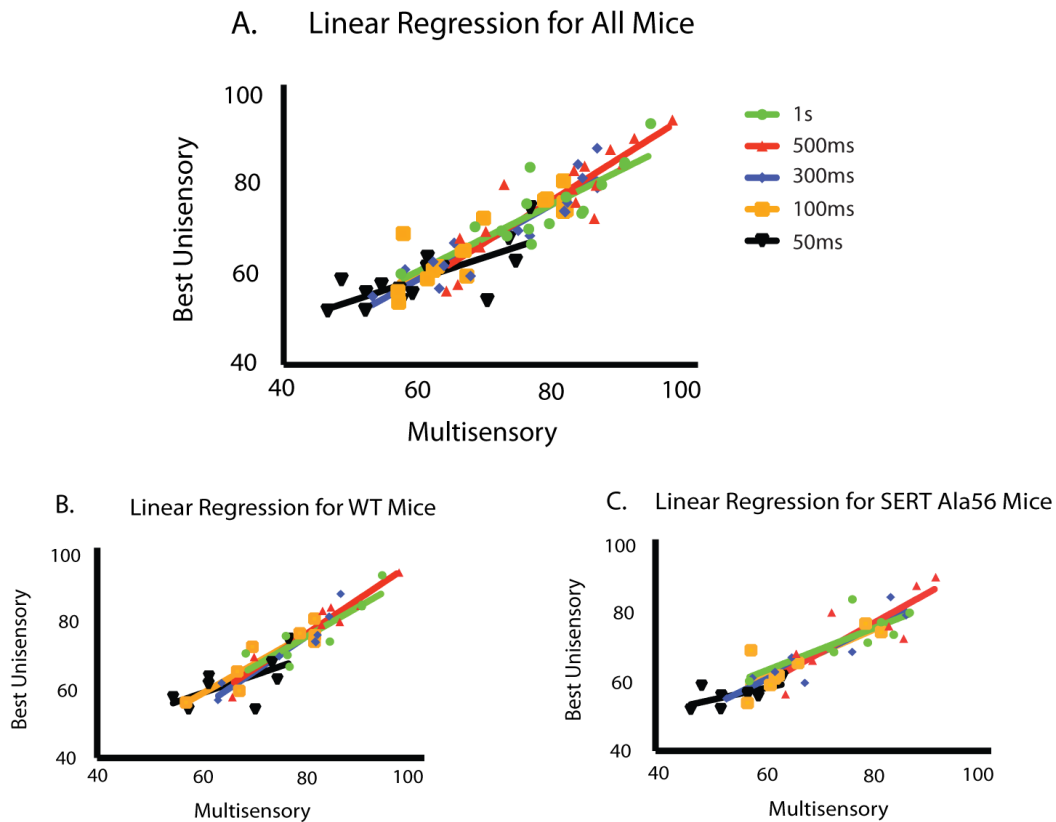 A. Linear Regression for All Mice
100
80
60
40
Best Unisensory
40 60 80 100
Multisensory
1s
500ms
300ms
100ms
50ms
B. Linear Regression for WT Mice
100
80
60
40
Best Unisensory
40 60 80 100
Multisensory
C. Linear Regression for SERT Ala56 Mice
100
80
60
40
Best Unisensory
40 60 80 100
Multisensory